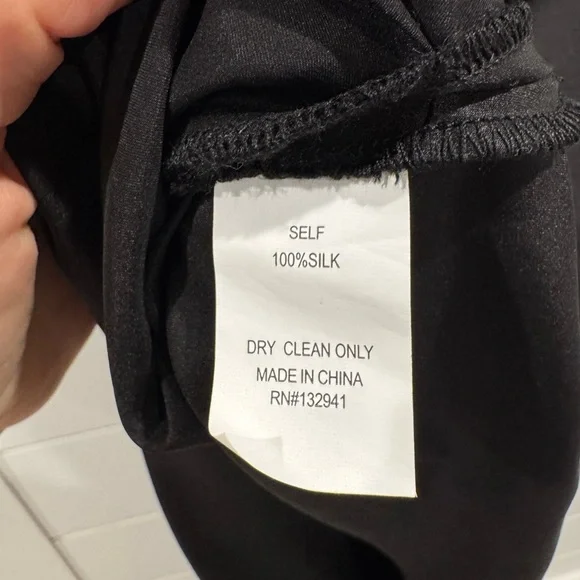 SELF
100%SILK
DRY CLEAN ONLY
MADE IN CHINA
RN#132941